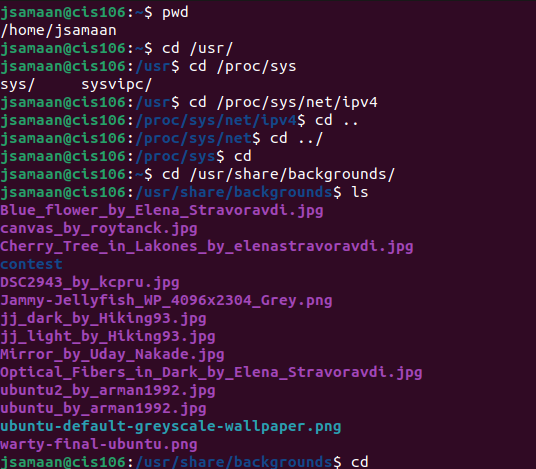 jsamaan@cis106:~$ pwd
/home/jsamaan
jsamaan@cis106:~$ cd /usr/
jsamaan@cis106:/usr$ cd /proc/sys
sys/     sysvipc/
jsamaan@cis106:/usr$ cd /proc/sys/net/ipv4
jsamaan@cis106:/proc/sys/net/ipv4$ cd ..
jsamaan@cis106:/proc/sys/net$ cd ../
jsamaan@cis106:/proc/sys$ cd
jsamaan@cis106:~$ cd /usr/share/backgrounds/
jsamaan@cis106:/usr/share/backgrounds$ ls
Blue_flower_by_Elena_Stravoravdi.jpg
canvas_by_roytanck.jpg
Cherry_Tree_in_Lakones_by_elenastravoravdi.jpg
contest
DSC2943_by_kcpru.jpg
Jammy-Jellyfish_WP_4096x2304_Grey.png
jj_dark_by_Hiking93.jpg
jj_light_by_Hiking93.jpg
Mirror_by_Uday_Nakade.jpg
Optical_Fibers_in_Dark_by_Elena_Stravoravdi.jpg
ubuntu2_by_arman1992.jpg
ubuntu_by_arman1992.jpg
ubuntu-default-greyscale-wallpaper.png
warty-final-ubuntu.png
jsamaan@cis106:/usr/share/backgrounds$ cd